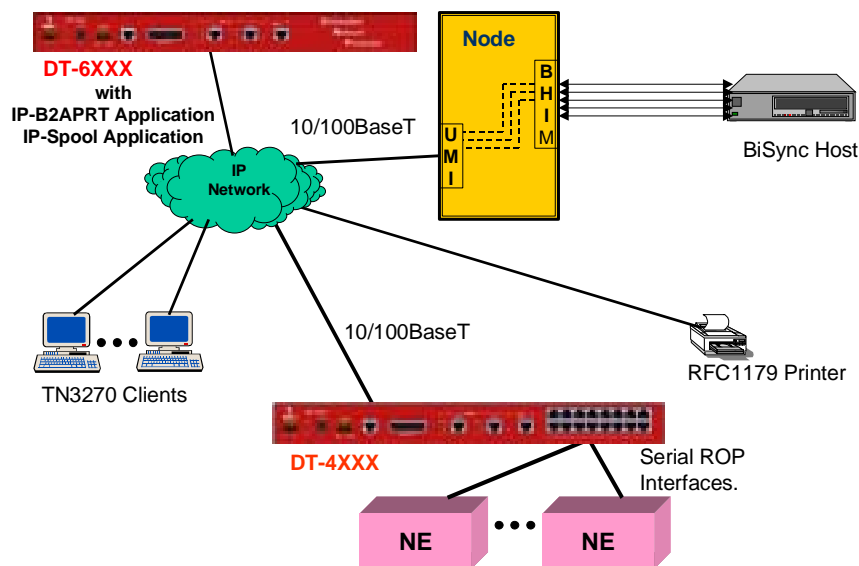 DT-6XXX
with
IP-B2APRT Application
IP-Spool Application
10/100BaseT
Node
B
H
I
M
U
M
I
BiSync Host
IP
Network
TN3270 Clients
10/100BaseT
RFC1179 Printer
DT-4XXX
Serial ROP
Interfaces.
NE
NE